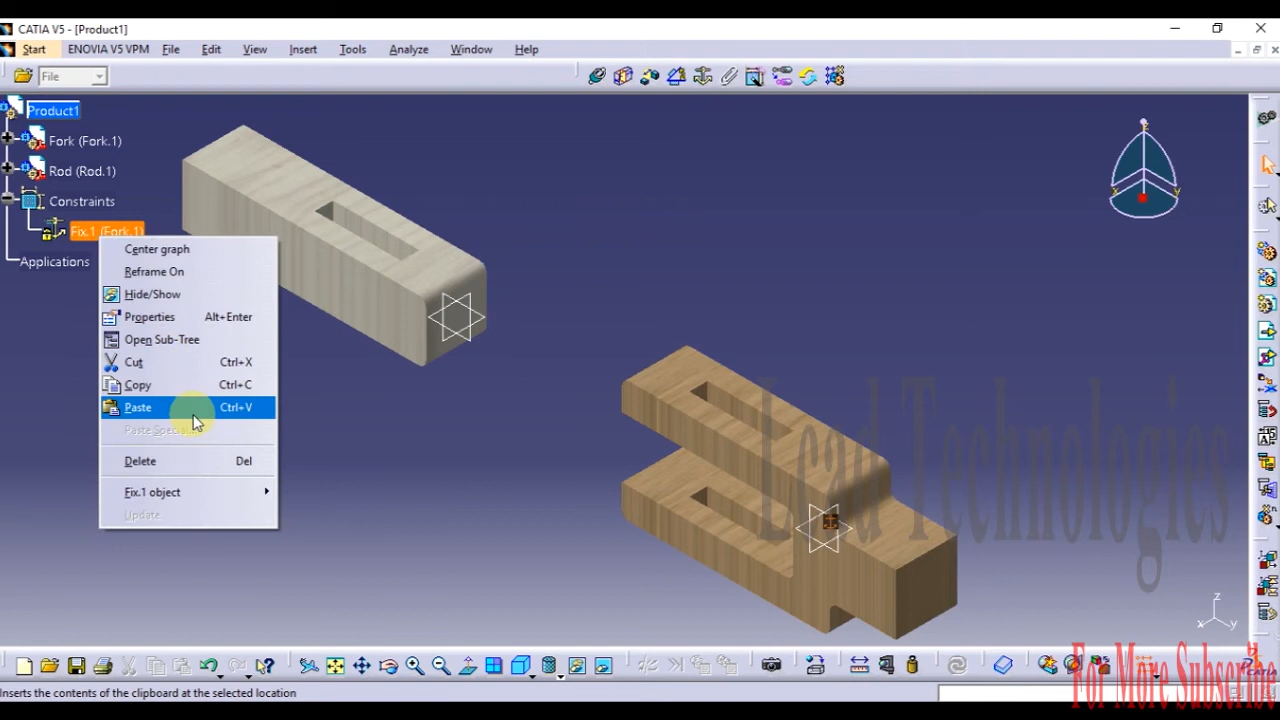 CATIA V5 - [Product1]
Start ENOVIA V5 VPM File Edit View Insert Tools Analyze Window Help
File
Product1
Fork (Fork.1)
Rod (Rod.1)
Constraints
Fix.1 (Fork.1)
Applications
Center graph
Reframe On
Hide/Show
Properties Alt+Enter
Open Sub-Tree
Cut Ctrl+X
Copy Ctrl+C
Paste Ctrl+V
Paste Special...
Delete Del
Fix.1 object
Update
z
x y
Lead Technologies
z
x y
For More Subscribe
CATIA
Inserts the contents of the clipboard at the selected location